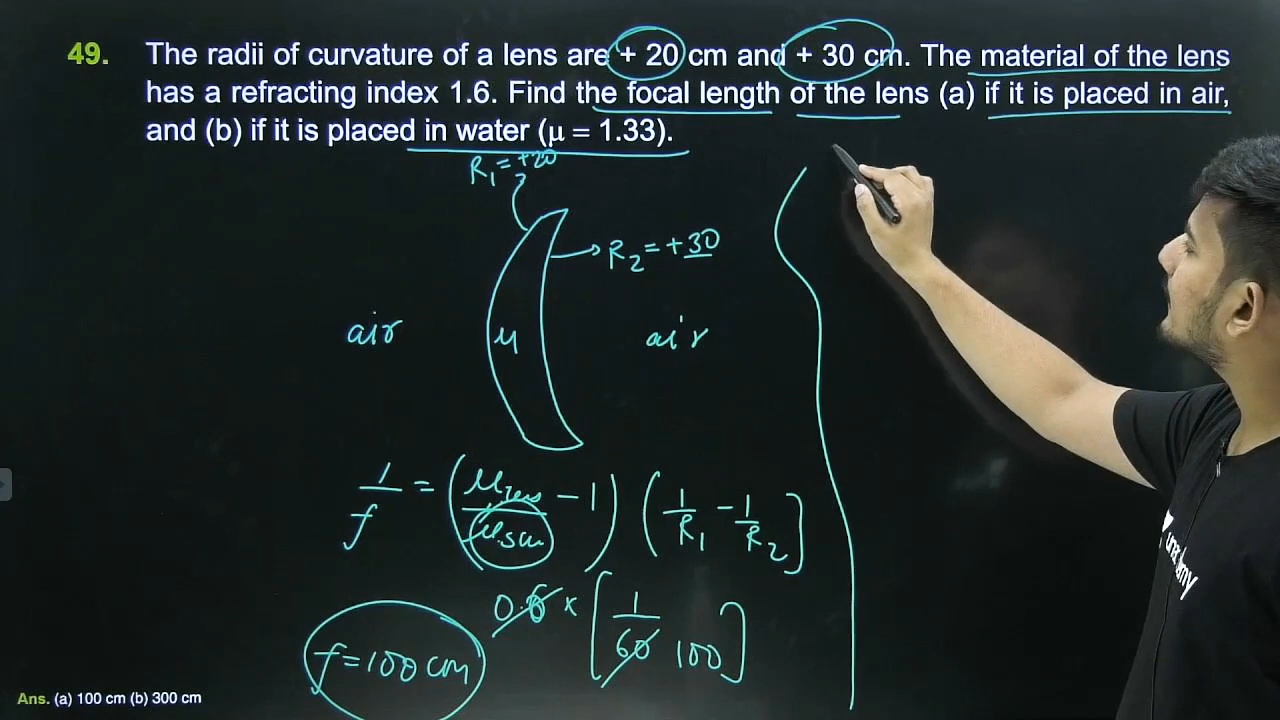 49. The radii of curvature of a lens are + 20 cm and + 30 cm. The material of the lens
has a refracting index 1.6. Find the focal length of the lens (a) if it is placed in air,
and (b) if it is placed in water (μ = 1.33).
R₁ = +20
R₂ = +30
air
μ
air
1/f = (μlens/μsm - 1) (1/R₁ - 1/R₂]
0.6 × [1/60 100]
f = 100 cm
Ans. (a) 100 cm (b) 300 cm